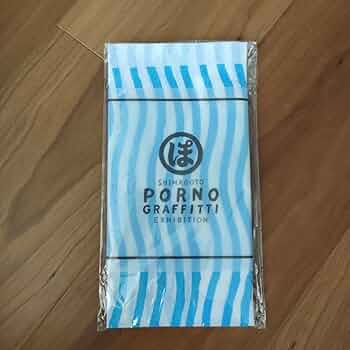 ぽ
SHIMAGOTO
PORNO
GRAFFITTI
EXHIBITION